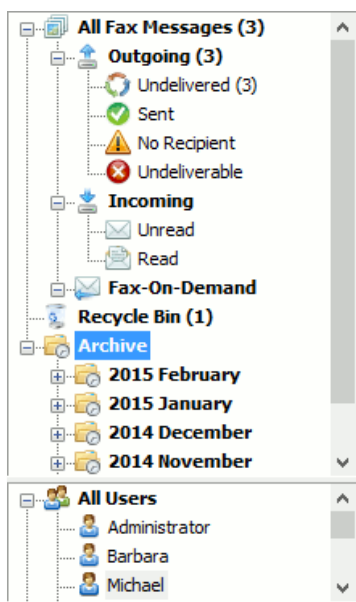 All Fax Messages (3)
Outgoing (3)
Undelivered (3)
Sent
No Recipient
Undeliverable
Incoming
Unread
Read
Fax-On-Demand
Recycle Bin (1)
Archive
2015 February
2015 January
2014 December
2014 November
All Users
Administrator
Barbara
Michael